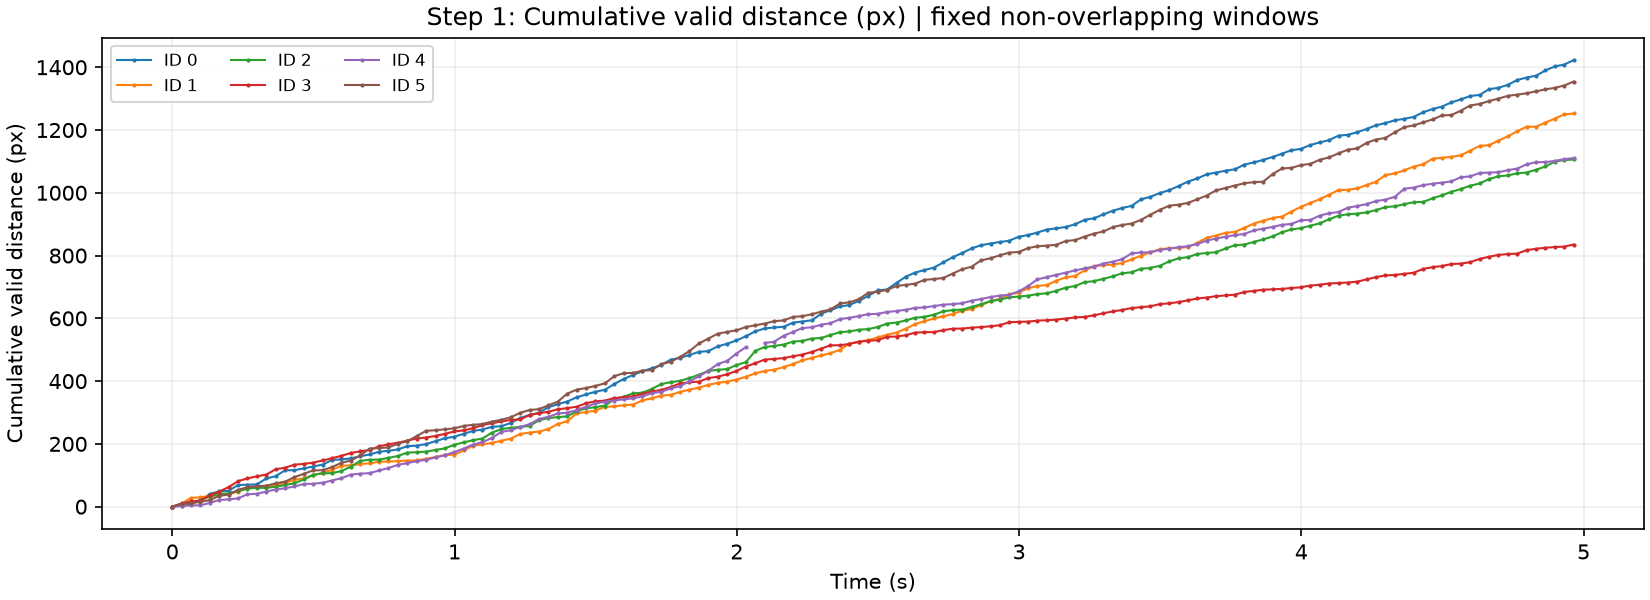 Step 1: Cumulative valid distance (px) | fixed non-overlapping windows
Cumulative valid distance (px)
1400
1200
1000
800
600
400
200
0
ID 0
ID 1
ID 2
ID 3
ID 4
ID 5
0 1 2 3 4 5
Time (s)